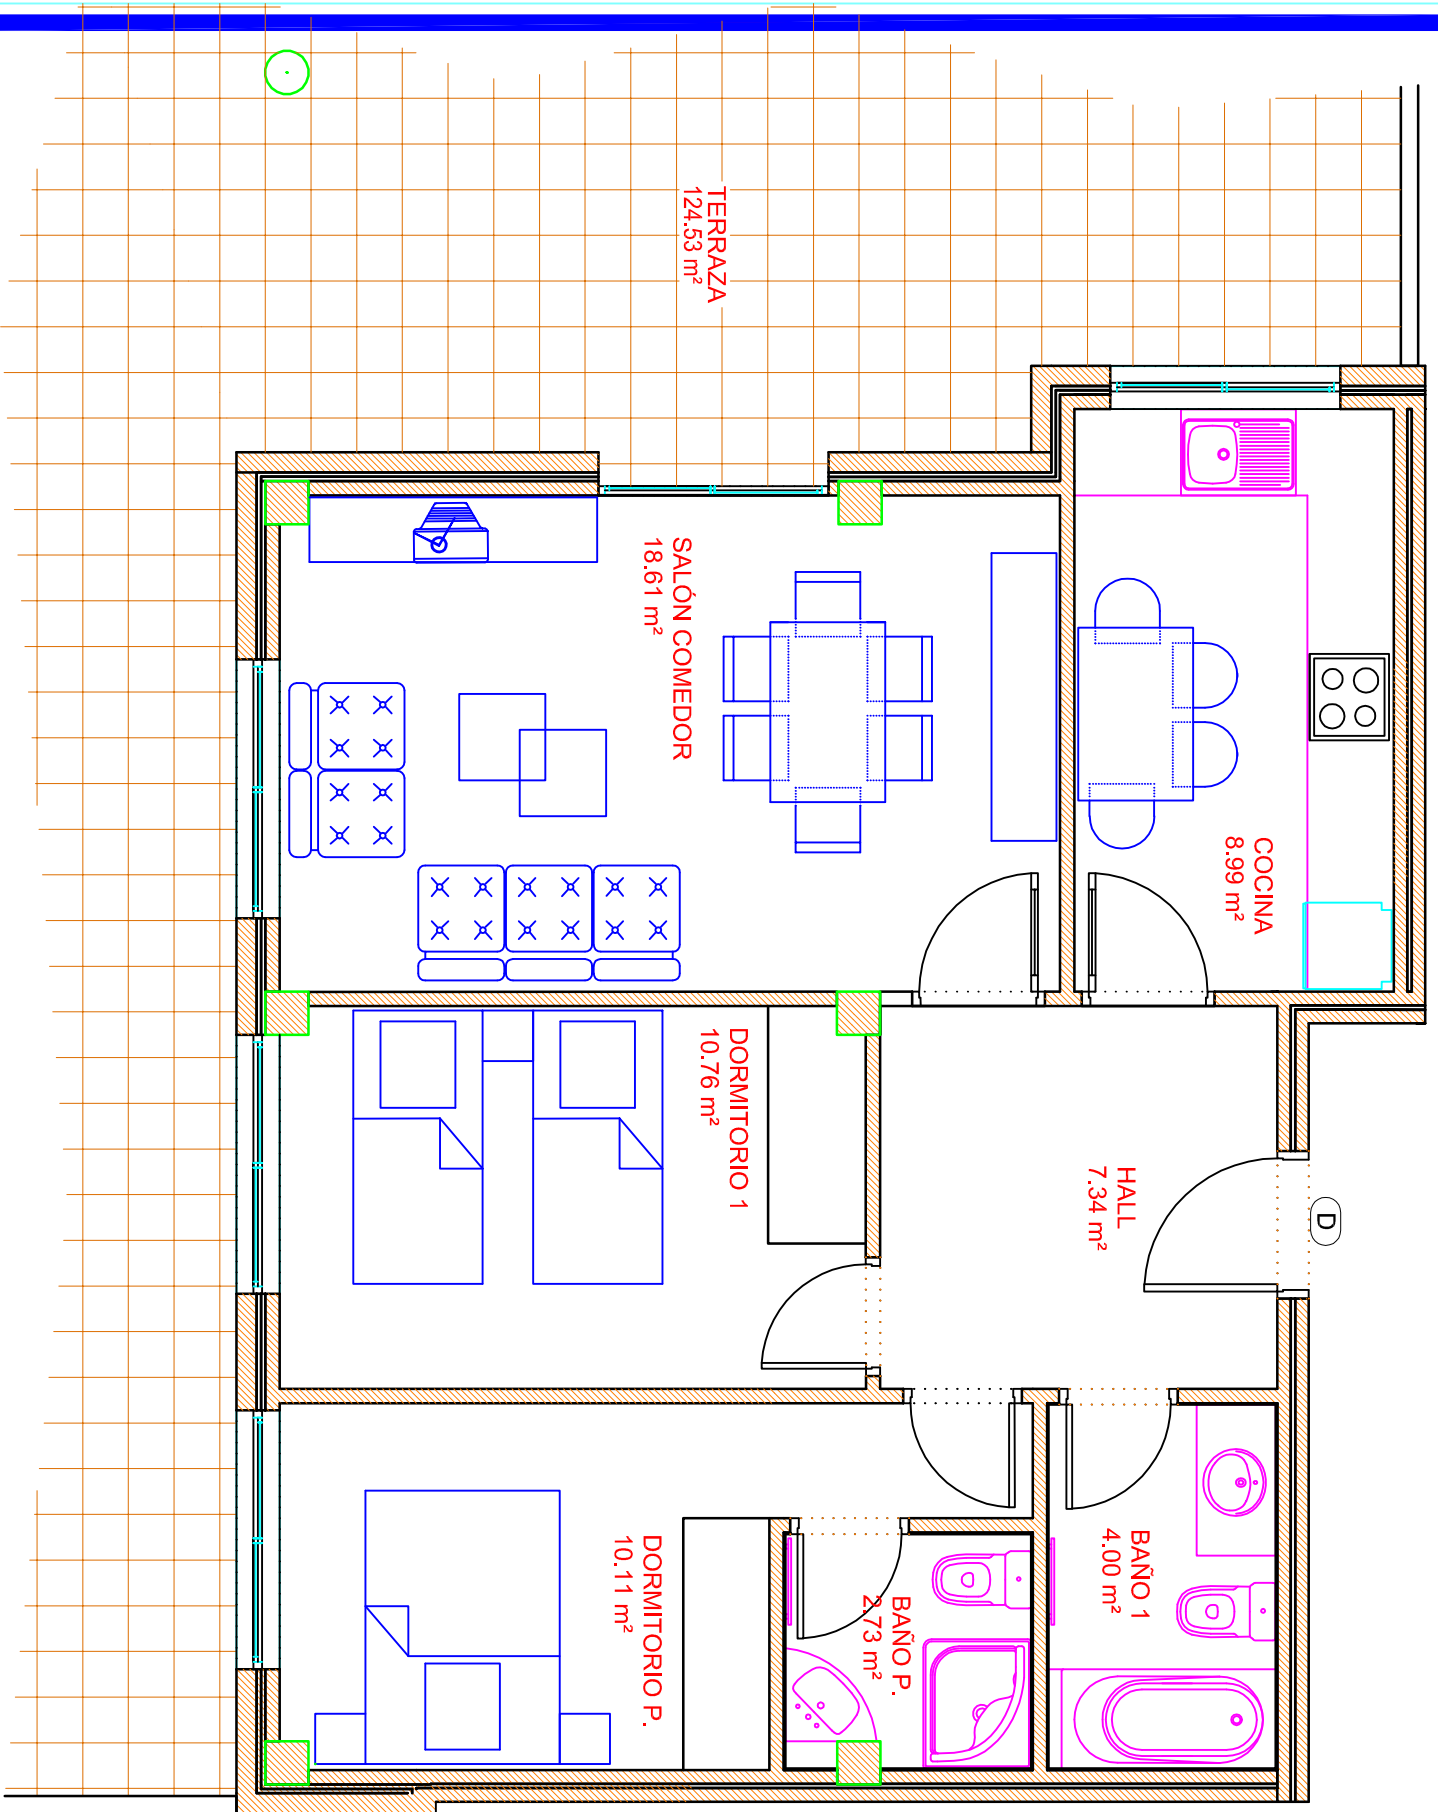 TERRAZA
124.53 m²
SALÓN COMEDOR
18.61 m²
COCINA
8.99 m²
DORMITORIO 1
10.76 m²
HALL
7.34 m²
D
DORMITORIO P.
10.11 m²
BAÑO P.
2.73 m²
BAÑO 1
4.00 m²